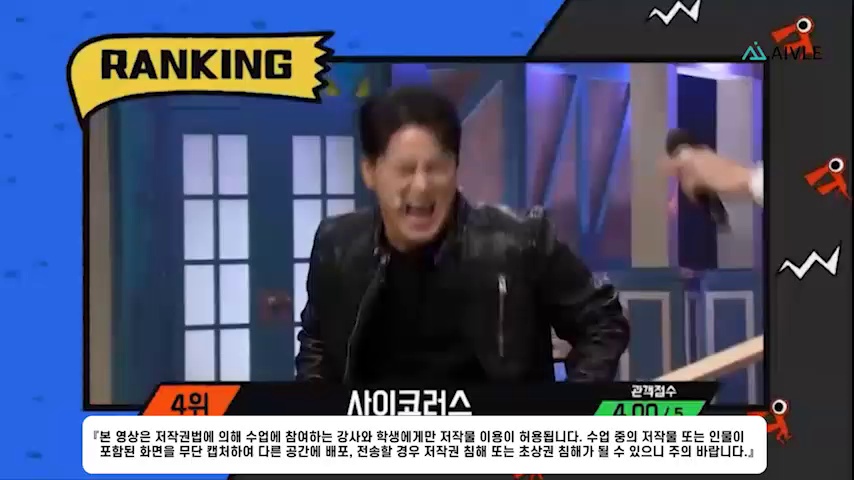 RANKING
AIVLE
4위
사이코러스
관객점수
4.00 / 5
『본 영상은 저작권법에 의해 수업에 참여하는 강사와 학생에게만 저작물 이용이 허용됩니다. 수업 중의 저작물 또는 인물이
포함된 화면을 무단 캡처하여 다른 공간에 배포, 전송할 경우 저작권 침해 또는 초상권 침해가 될 수 있으니 주의 바랍니다.』